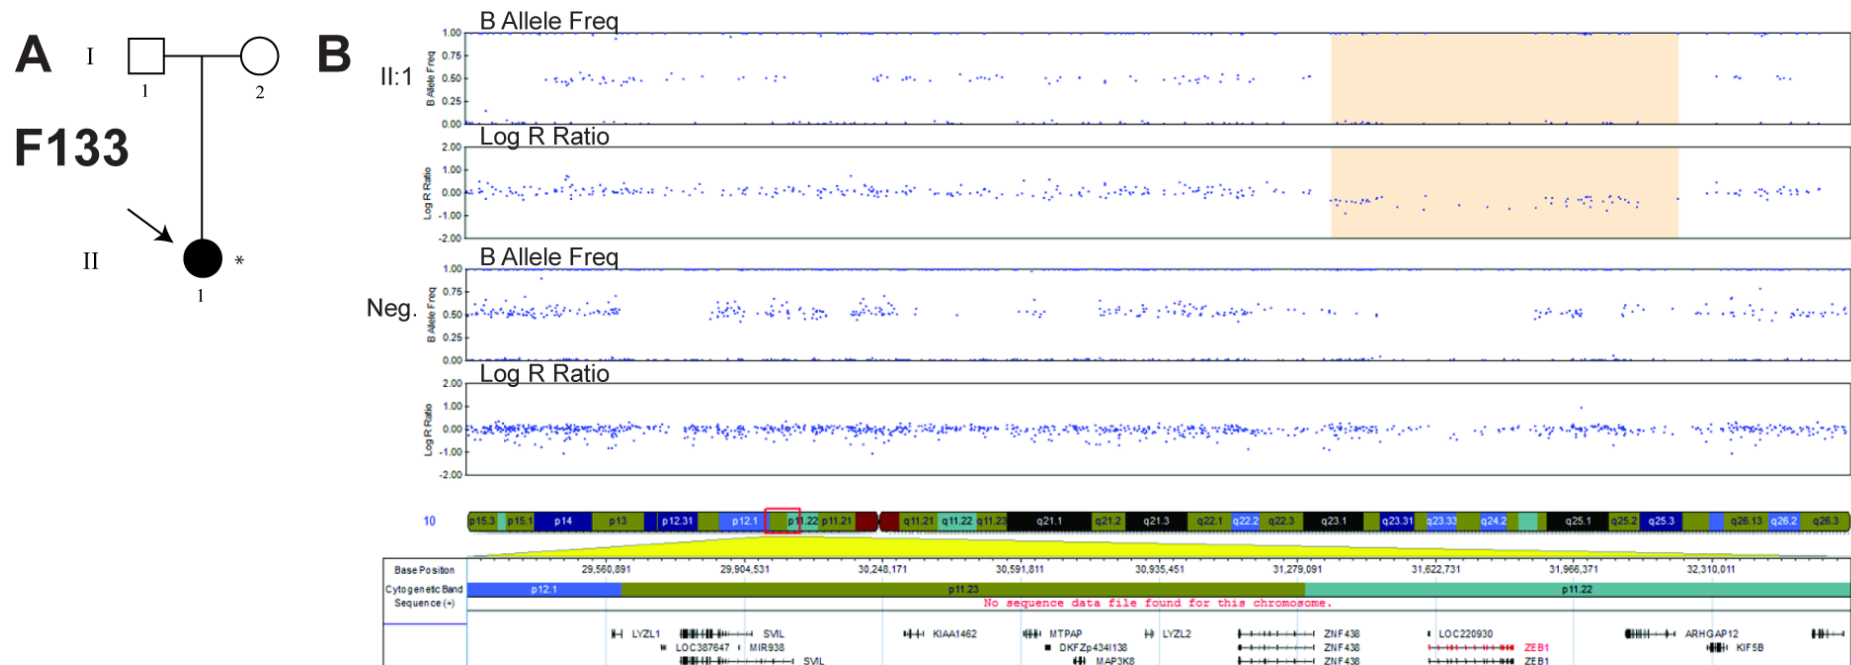 A
I
1
2
F133
II
*
1
B
B Allele Freq
II:1
B Allele Freq
1.00
0.75
0.50
0.25
0.00
Log R Ratio
Log R Ratio
2.00
1.00
0.00
-1.00
-2.00
B Allele Freq
Neg.
B Allele Freq
1.00
0.75
0.50
0.25
0.00
Log R Ratio
Log R Ratio
2.00
1.00
0.00
-1.00
-2.00
10 p15.3 p15.1 p14 p13 p12.31 p12.1 p11.22 p11.21 q11.21 q11.22 q11.23 q21.1 q21.2 q21.3 q22.1 q22.2 q22.3 q23.1 q23.31 q23.33 q24.2 q25.1 q25.2 q25.3 q26.13 q26.2 q26.3
Base Position 29,560,891 29,904,531 30,248,171 30,591,811 30,935,451 31,279,091 31,622,731 31,966,371 32,310,011
Cytogenetic Band p12.1 p11.23 p11.22
Sequence (+) No sequence data file found for this chromosome.
LYZL1 SVIL KIAA1462 MTPAP LYZL2 ZNF438 LOC220930 ARHGAP12
LOC387647 MIR938 DKFZp434I138 ZNF438 ZEB1 KIF5B
SVIL MAP3K8 ZNF438 ZEB1